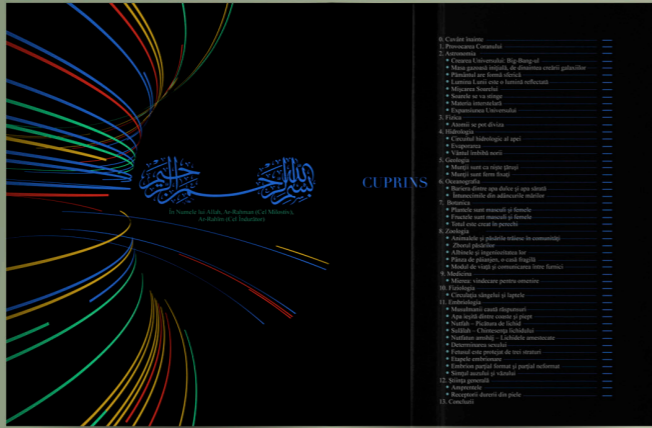 بسم الله الرحمن الرحيم
În Numele lui Allah, Ar-Rahman (Cel Milostiv),
Ar-Rahim (Cel Îndurător)
CUPRINS
0. Cuvânt înainte
1. Provocarea Coranului
2. Astronomia
Crearea Universului: Big-Bang-ul
Masa gazoasă inițială, de dinaintea creării galaxiilor
Pământul are formă sferică
Lumina Lunii este o lumină reflectată
Mișcarea Soarelui
Soarele se va stinge
Materia interstelară
Expansiunea Universului
3. Fizica
Atomii se pot diviza
4. Hidrologia
Circuitul hidrologic al apei
Evaporarea
Vântul îmbibă norii
5. Geologia
Munții sunt ca niște țăruși
Munții sunt ferm fixați
6. Oceanografia
Bariera dintre apa dulce și apa sărată
Întunecimile din adâncurile mărilor
7. Botanica
Plantele sunt masculi și femele
Fructele sunt masculi și femele
Totul este creat în perechi
8. Zoologia
Animalele și păsările trăiesc în comunități
Zborul păsărilor
Albinele și ingeniozitatea lor
Pânza de păianjen, o casă fragilă
Modul de viață și comunicarea între furnici
9. Medicina
Mierea: vindecare pentru omenire
10. Fiziologia
Circulația sângelui și laptele
11. Embriologia
Musulmanii caută răspunsuri
Apa ieșită dintre coaste și piept
Nutfah – Picătura de lichid
Sulālah – Chintesența lichidului
Nutfatun amshāj – Lichidele amestecate
Determinarea sexului
Fetusul este protejat de trei straturi
Etapele embrionare
Embrion parțial format și parțial neformat
Simțul auzului și văzului
12. Știința generală
Amprentele
Receptorii durerii din piele
13. Concluzii